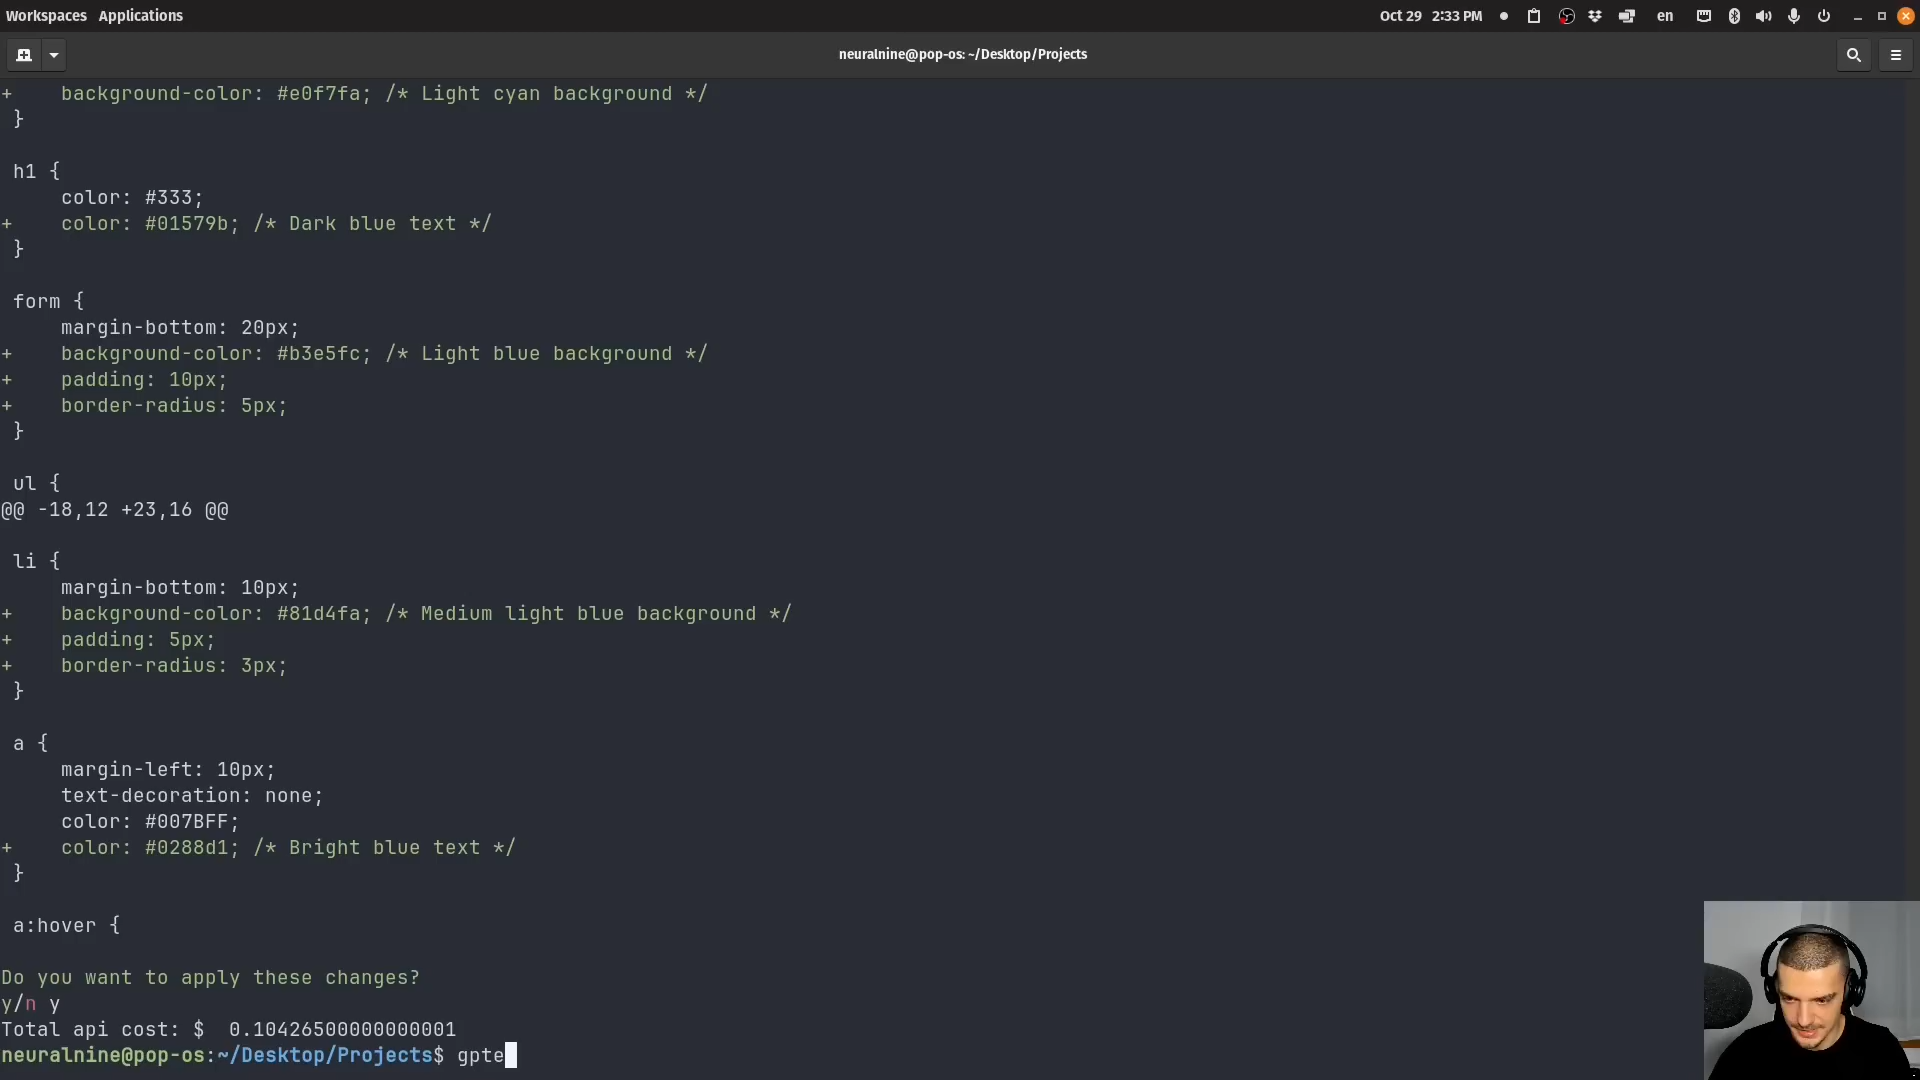 Workspaces Applications
Oct 29 2:33 PM
en
neuralnine@pop-os: ~/Desktop/Projects
+    background-color: #e0f7fa; /* Light cyan background */
}
h1 {
color: #333;
+    color: #01579b; /* Dark blue text */
}
form {
margin-bottom: 20px;
+    background-color: #b3e5fc; /* Light blue background */
+    padding: 10px;
+    border-radius: 5px;
}
ul {
@@ -18,12 +23,16 @@
li {
margin-bottom: 10px;
+    background-color: #81d4fa; /* Medium light blue background */
+    padding: 5px;
+    border-radius: 3px;
}
a {
margin-left: 10px;
text-decoration: none;
color: #007BFF;
+    color: #0288d1; /* Bright blue text */
}
a:hover {
Do you want to apply these changes?
y/n y
Total api cost: $  0.10426500000000001
neuralnine@pop-os:~/Desktop/Projects$ gpte